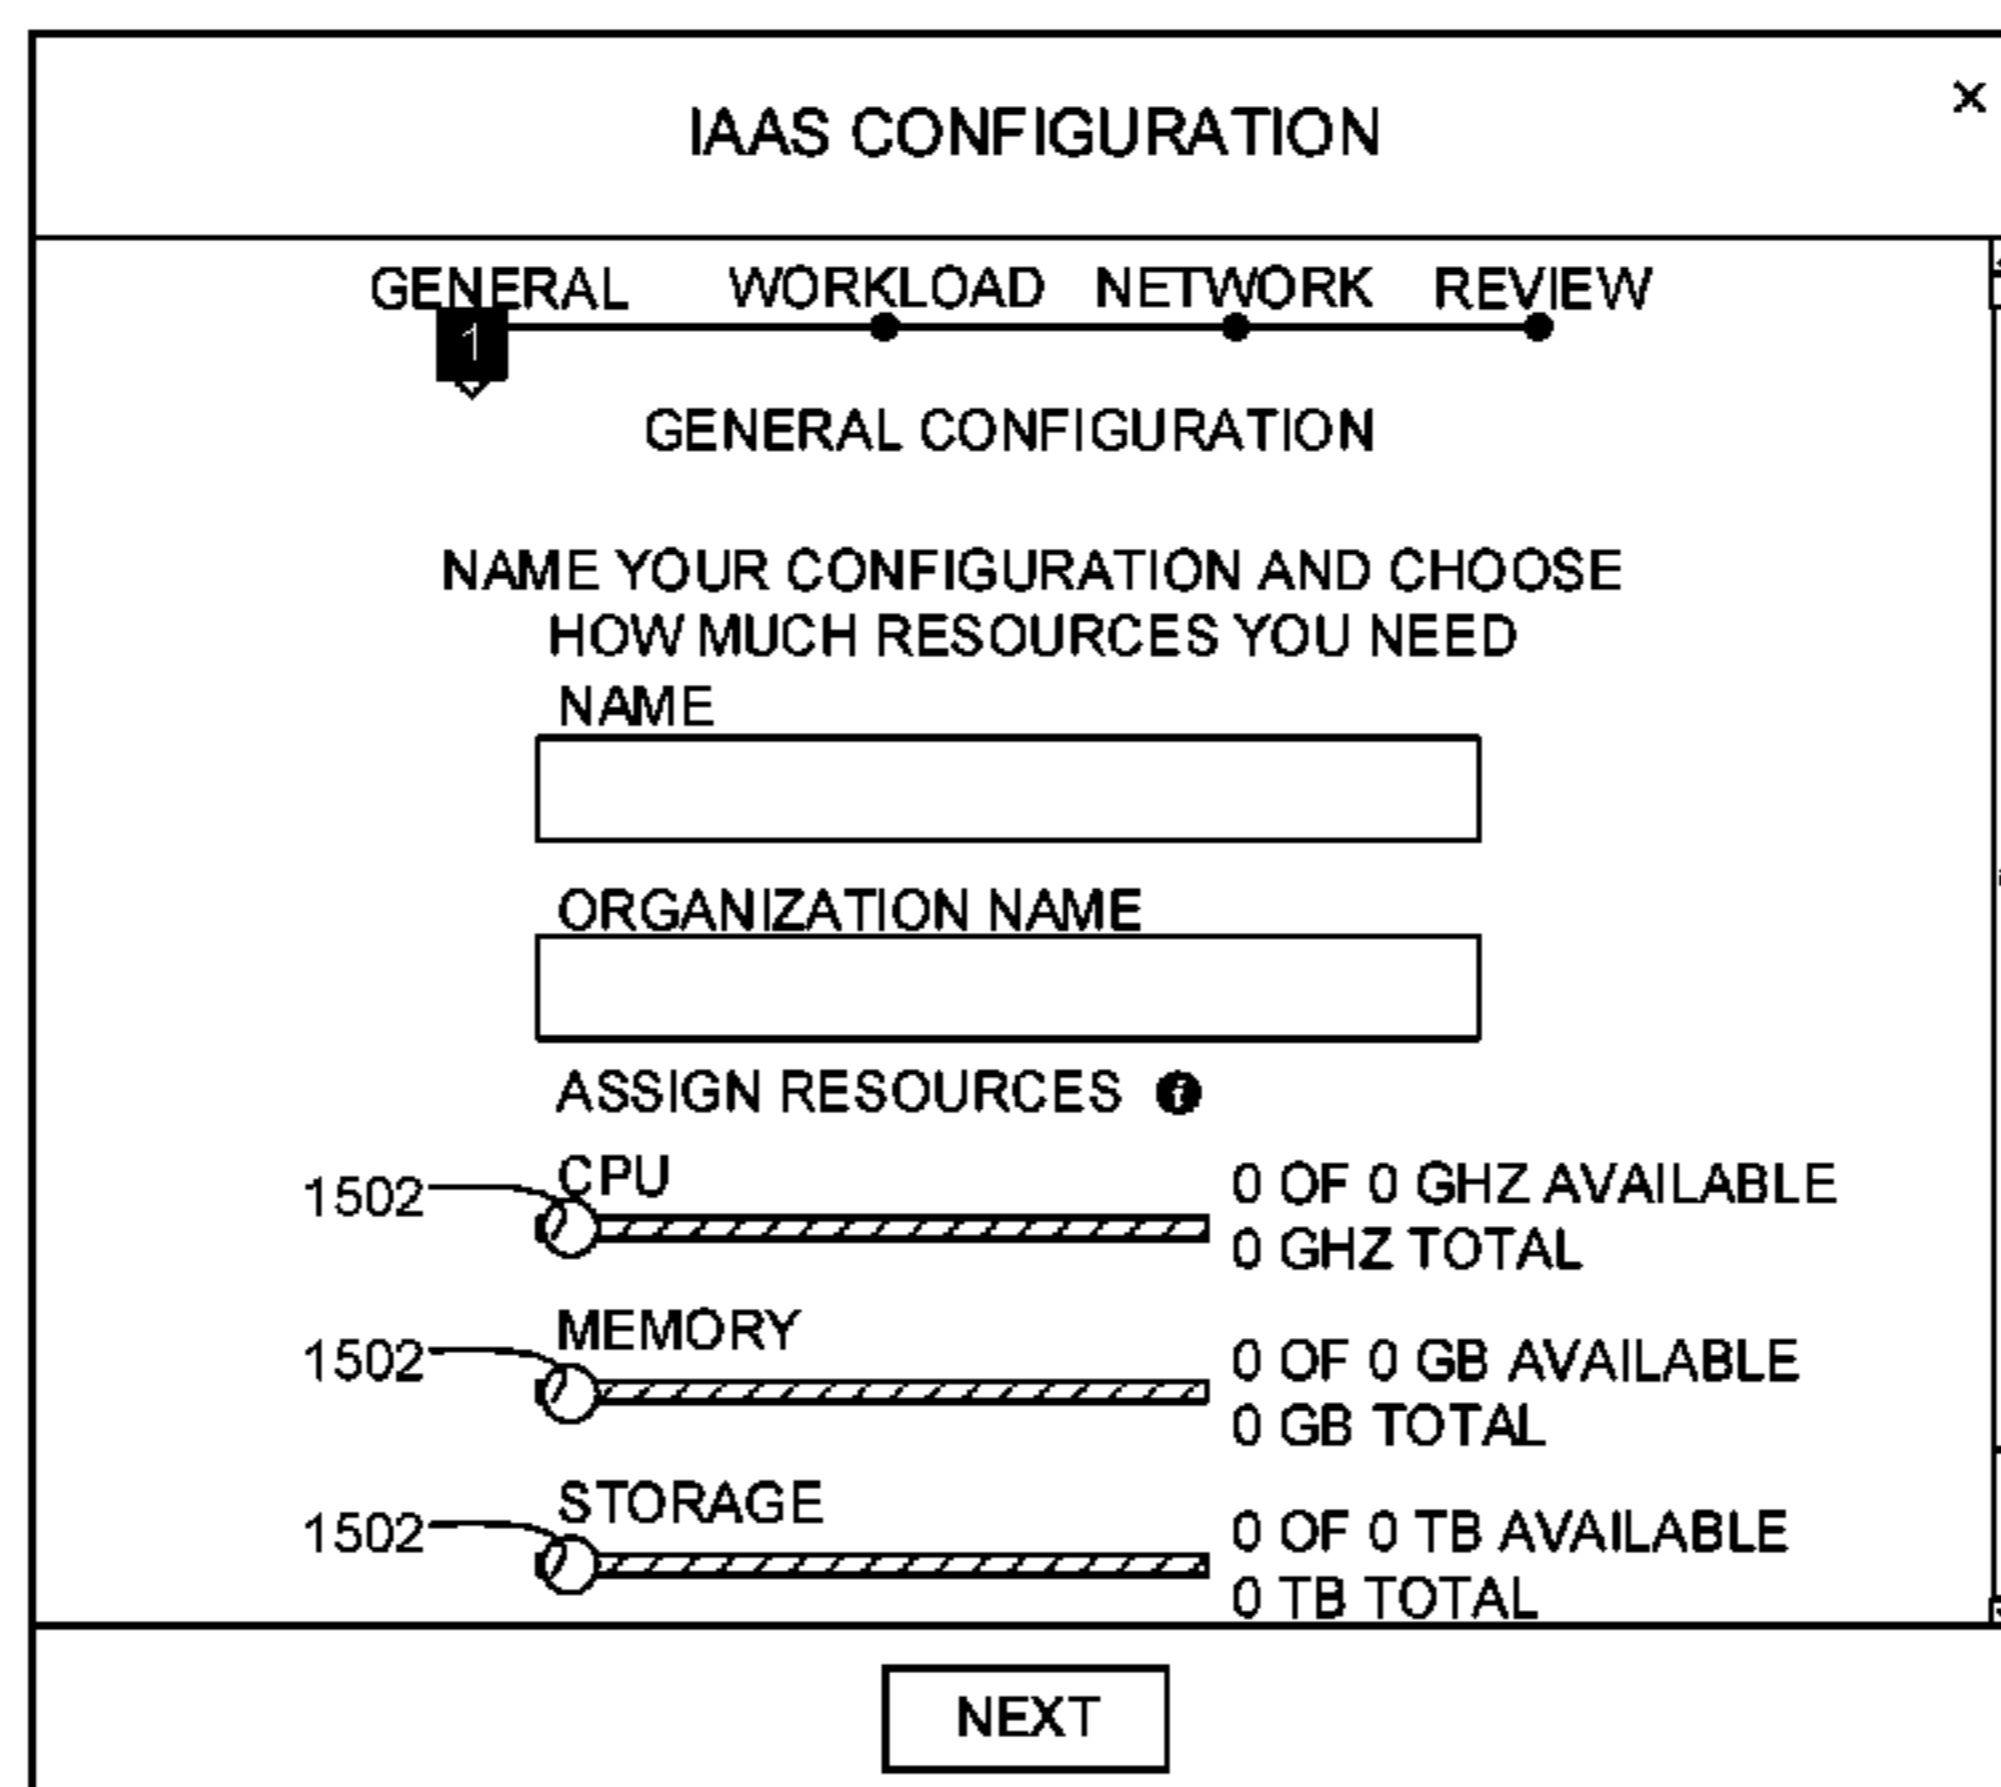 ×
IAAS CONFIGURATION
GENERAL WORKLOAD NETWORK REVIEW
1
GENERAL CONFIGURATION
NAME YOUR CONFIGURATION AND CHOOSE
HOW MUCH RESOURCES YOU NEED
NAME
ORGANIZATION NAME
ASSIGN RESOURCES i
CPU
1502 0 OF 0 GHZ AVAILABLE
0 GHZ TOTAL
MEMORY
1502 0 OF 0 GB AVAILABLE
0 GB TOTAL
STORAGE
1502 0 OF 0 TB AVAILABLE
0 TB TOTAL
NEXT